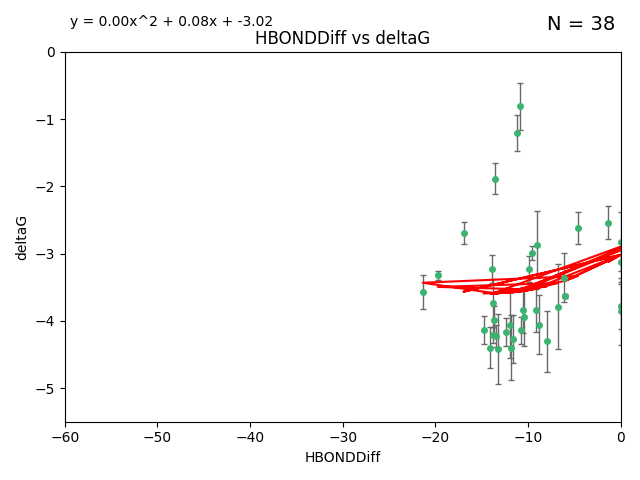 y = 0.00x^2 + 0.08x + -3.02
N = 38
HBONDDiff vs deltaG
0
−1
−2
−3
−4
−5
deltaG
−60
−50
−40
−30
−20
−10
0
HBONDDiff